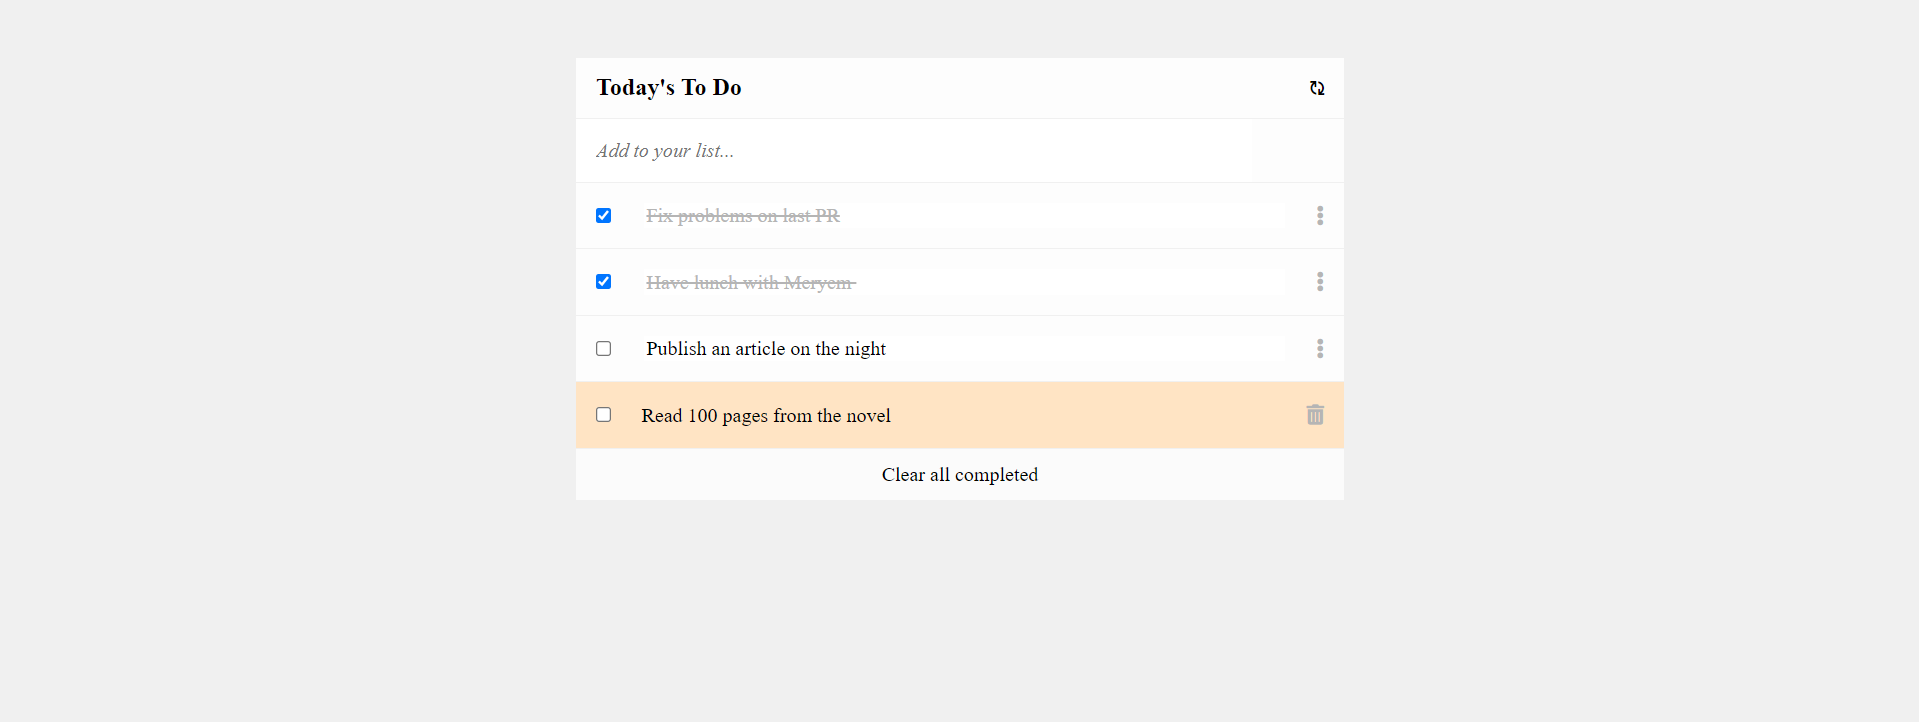 Today's To Do
Add to your list...
Fix problems on last PR
Have lunch with Meryem
Publish an article on the night
Read 100 pages from the novel
Clear all completed